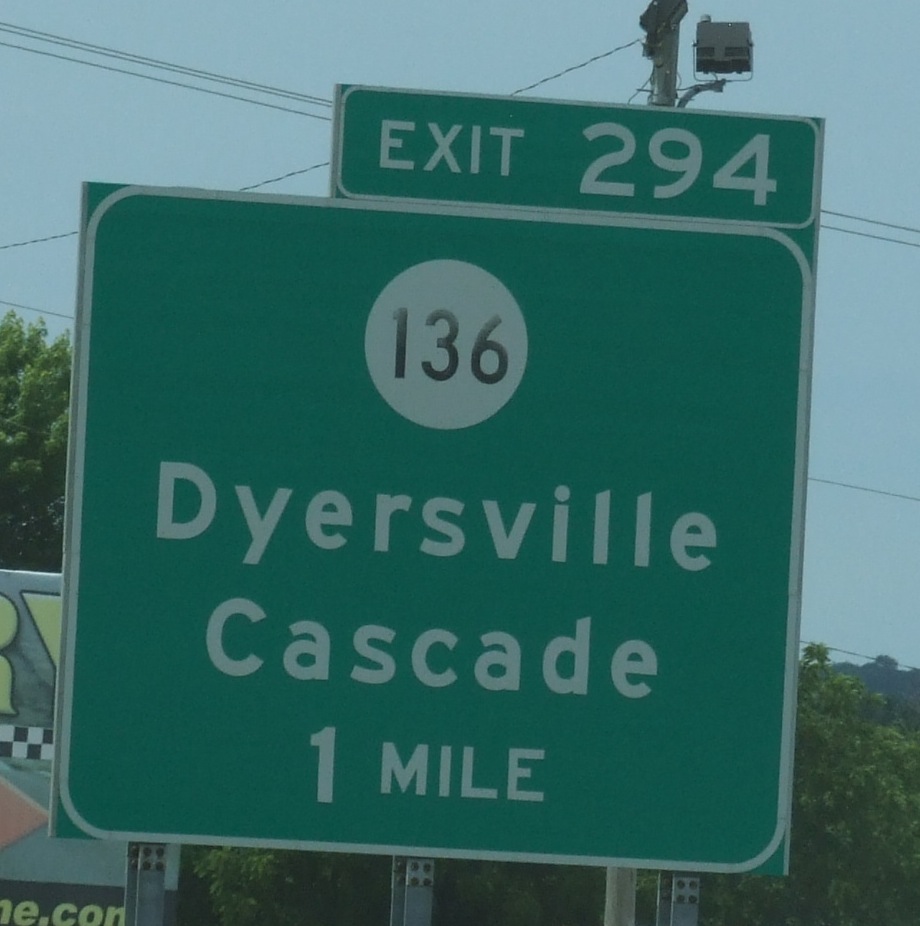 EXIT 294
136
Dyersville
Cascade
1 MILE